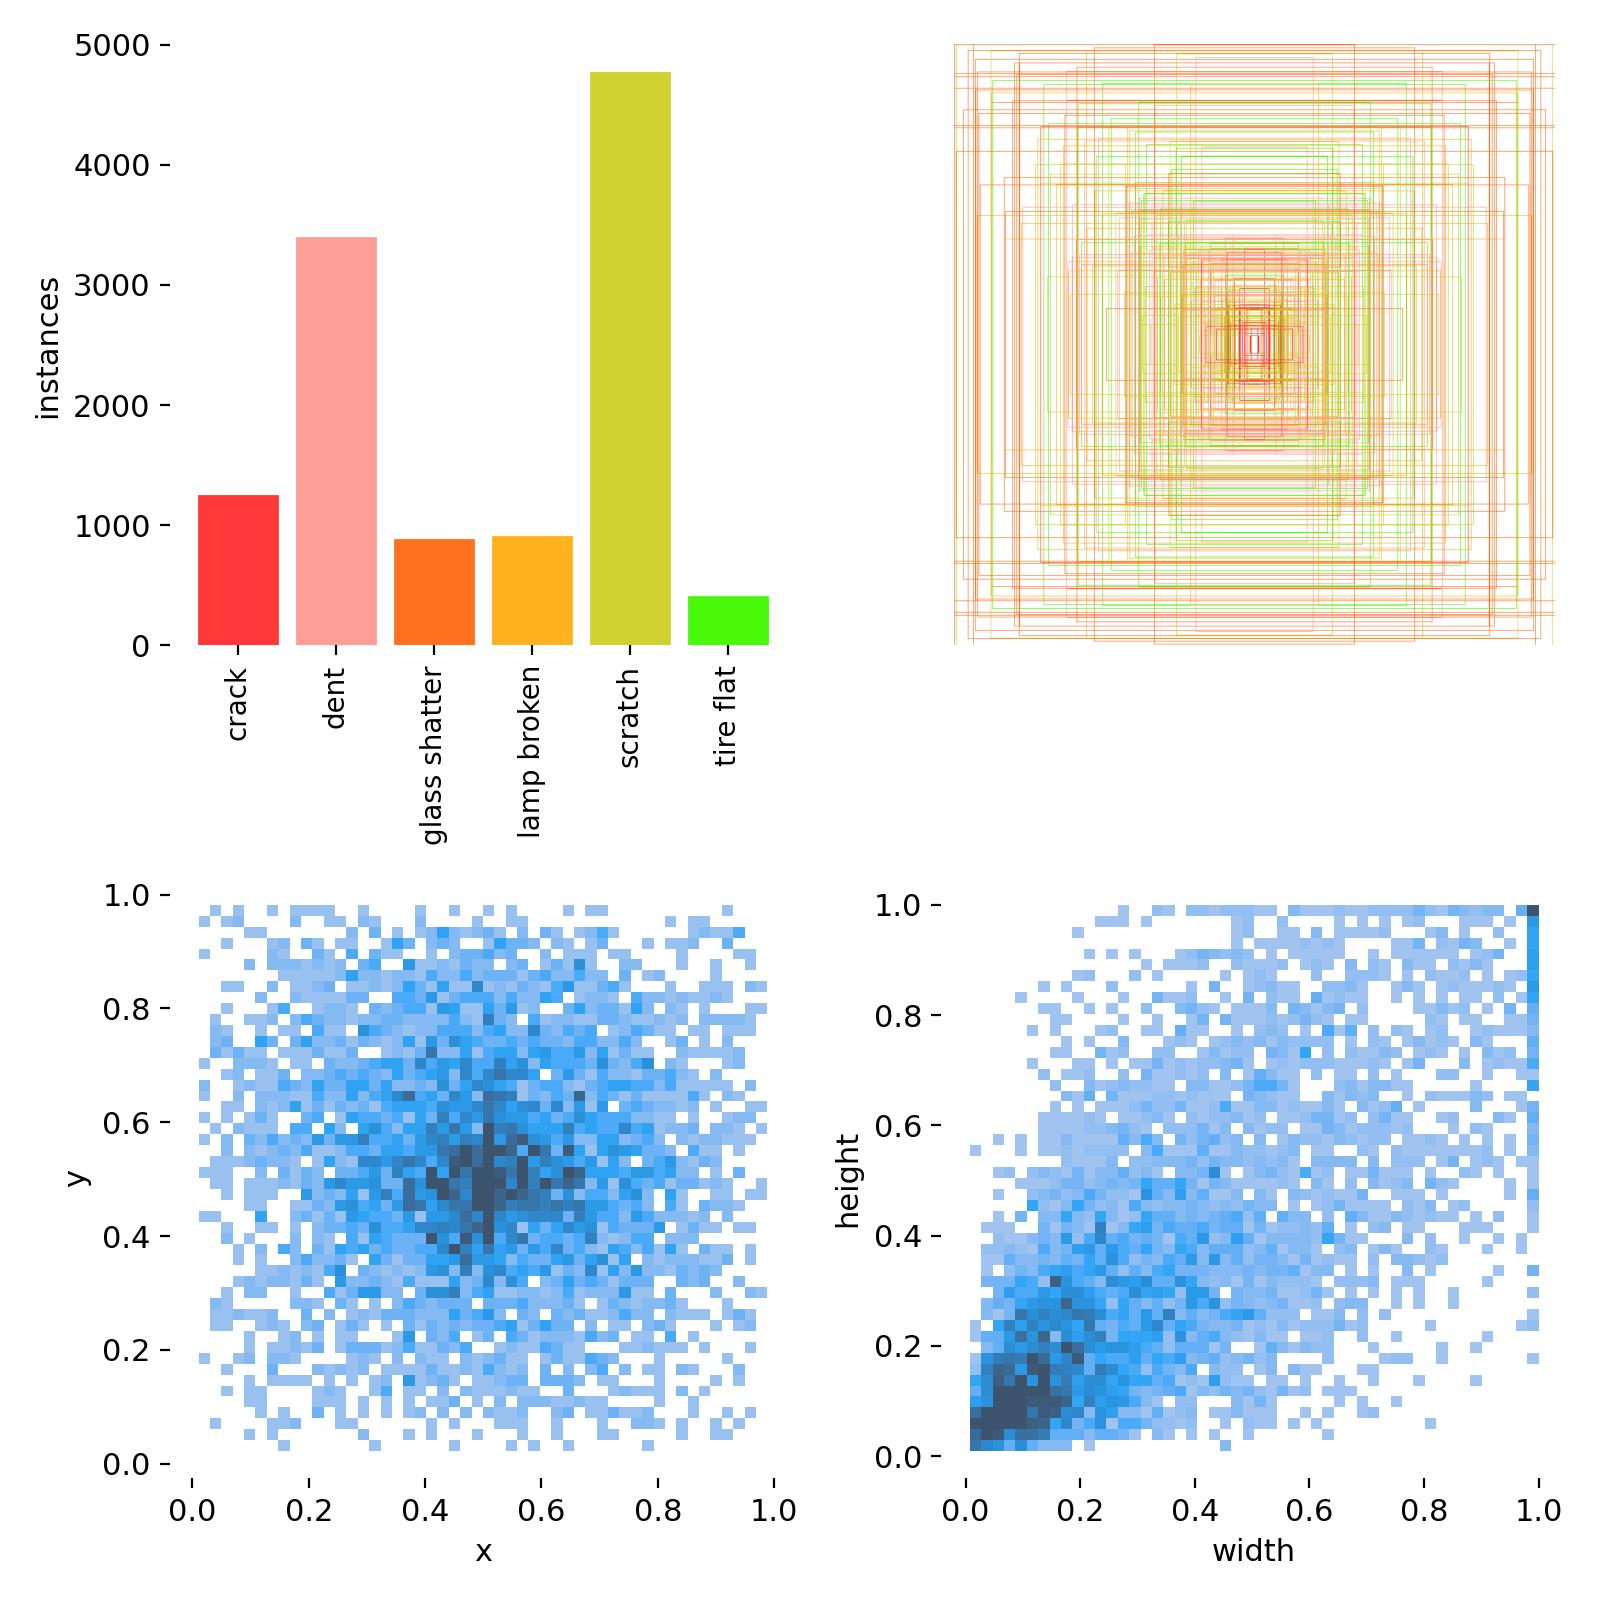 5000
4000
3000
2000
1000
0
instances
crack
dent
glass shatter
lamp broken
scratch
tire flat
1.0
0.8
0.6
0.4
0.2
0.0
y
0.0 0.2 0.4 0.6 0.8 1.0
x
1.0
0.8
0.6
0.4
0.2
0.0
height
0.0 0.2 0.4 0.6 0.8 1.0
width